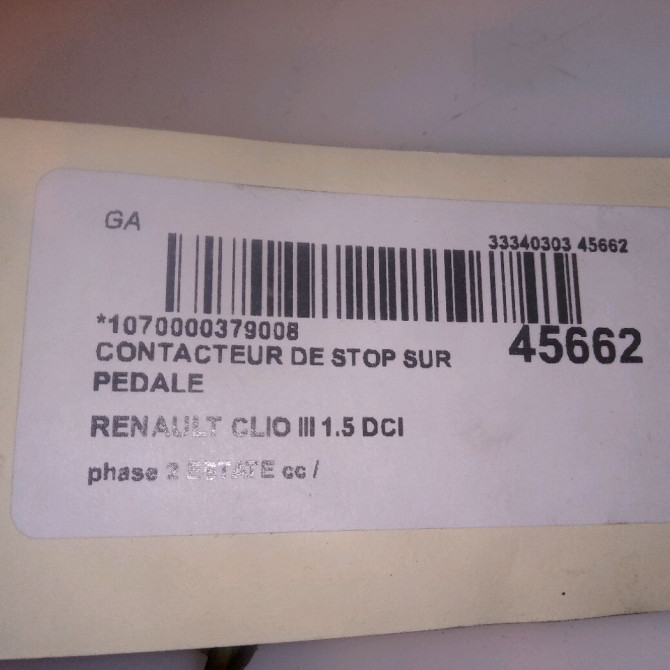 GA
33340303 45662
*1070000379008
45662
CONTACTEUR DE STOP SUR
PEDALE
RENAULT CLIO III 1.5 DCI
phase 2 ESTATE cc /